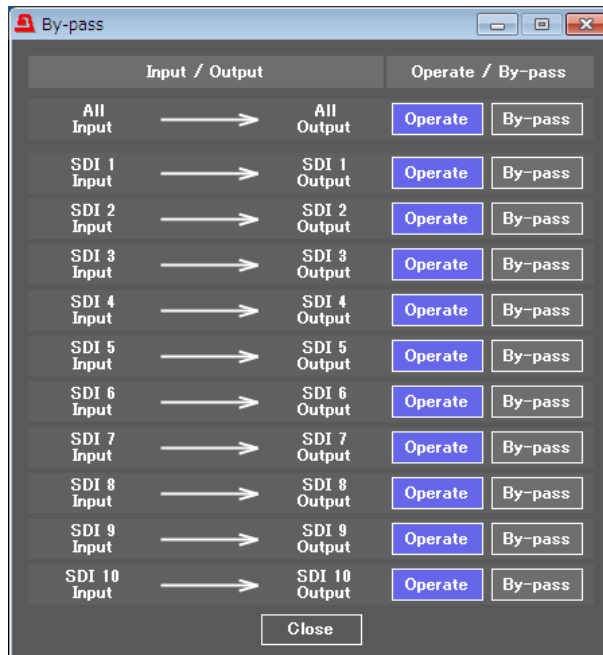 By-pass
Input / Output Operate / By-pass
All All
Input Output Operate By-pass
SDI 1 SDI 1
Input Output Operate By-pass
SDI 2 SDI 2
Input Output Operate By-pass
SDI 3 SDI 3
Input Output Operate By-pass
SDI 4 SDI 4
Input Output Operate By-pass
SDI 5 SDI 5
Input Output Operate By-pass
SDI 6 SDI 6
Input Output Operate By-pass
SDI 7 SDI 7
Input Output Operate By-pass
SDI 8 SDI 8
Input Output Operate By-pass
SDI 9 SDI 9
Input Output Operate By-pass
SDI 10 SDI 10
Input Output Operate By-pass
Close